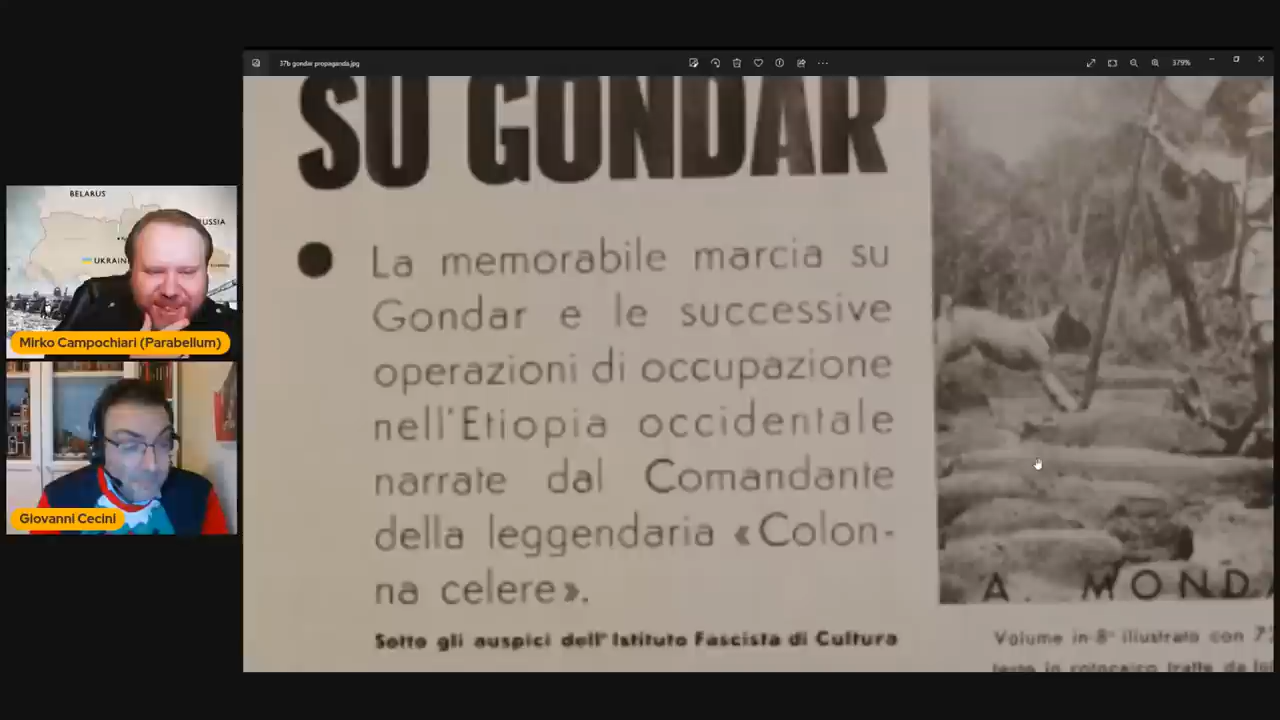 37b gondar propaganda.jpg
379%
SU GONDAR
La memorabile marcia su
Gondar e le successive
operazioni di occupazione
nell'Etiopia occidentale
narrate dal Comandante
della leggendaria «Colon-
na celere».
Sotto gli auspici dell'Istituto Fascista di Cultura
A. MONDA
Volume in-8° illustrato con 7
BELARUS
RUSSIA
UKRAIN
Mirko Campochiari (Parabellum)
Giovanni Cecini